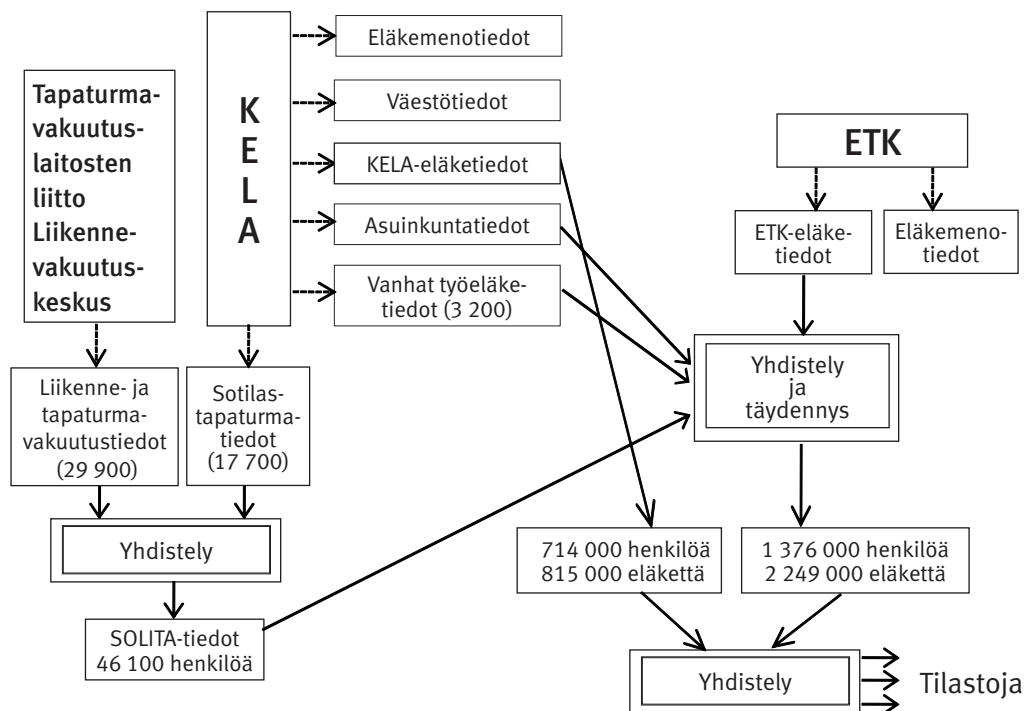 Tapaturma-
vakuutus-
laitosten
liitto
Liikenne-
vakuutus-
keskus
K
E
L
A
Eläkemenotiedot
Väestötiedot
KELA-eläketiedot
Asuinkuntatiedot
Vanhat työeläke-
tiedot (3 200)
ETK
ETK-eläke-
tiedot
Eläkemeno-
tiedot
Yhdistely
ja
täydennys
Liikenne- ja
tapaturma-
vakuutustiedot
(29 900)
Sotilas-
tapaturma-
tiedot
(17 700)
Yhdistely
SOLITA-tiedot
46 100 henkilöä
714 000 henkilöä
815 000 eläkettä
1 376 000 henkilöä
2 249 000 eläkettä
Yhdistely
Tilastoja